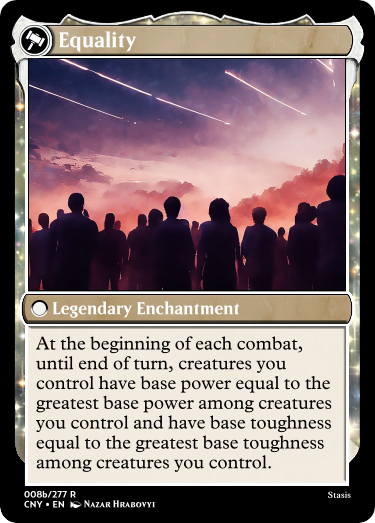 Equality
Legendary Enchantment
At the beginning of each combat,
until end of turn, creatures you
control have base power equal to the
greatest base power among creatures
you control and have base toughness
equal to the greatest base toughness
among creatures you control.
008b/277 R
CNY • EN Nazar Hrabovyi
Stasis